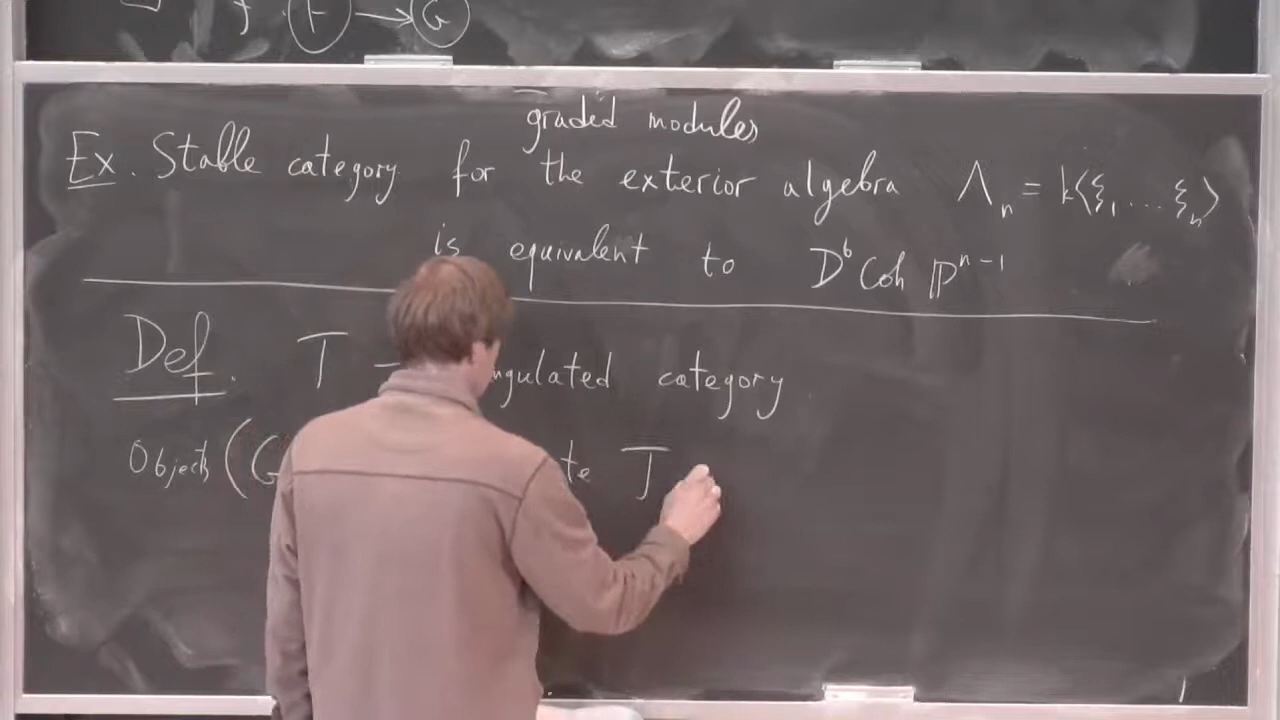 F → G
graded modules
Ex. Stable category for the exterior algebra Λ_n = k⟨ξ_1 ... ξ_n⟩
is equivalent to D^b Coh ℙ^{n-1}
Def. T - ngulated category
Objects (G te T